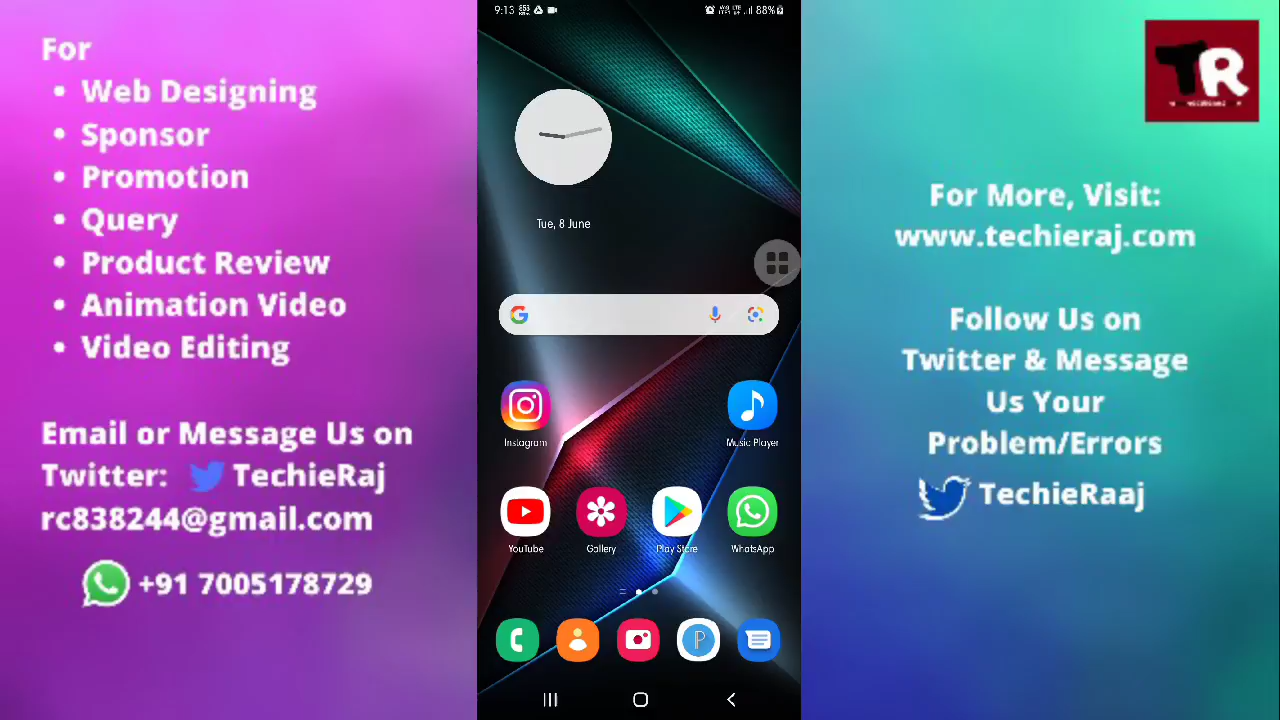 For
• Web Designing
• Sponsor
• Promotion
• Query
• Product Review
• Animation Video
• Video Editing
Email or Message Us on
Twitter: TechieRaj
rc838244@gmail.com
+91 7005178729
9:13
88%
Tue, 8 June
Instagram
Music Player
YouTube
Gallery
Play Store
WhatsApp
TR
For More, Visit:
www.techieraj.com
Follow Us on
Twitter & Message
Us Your
Problem/Errors
TechieRaaj